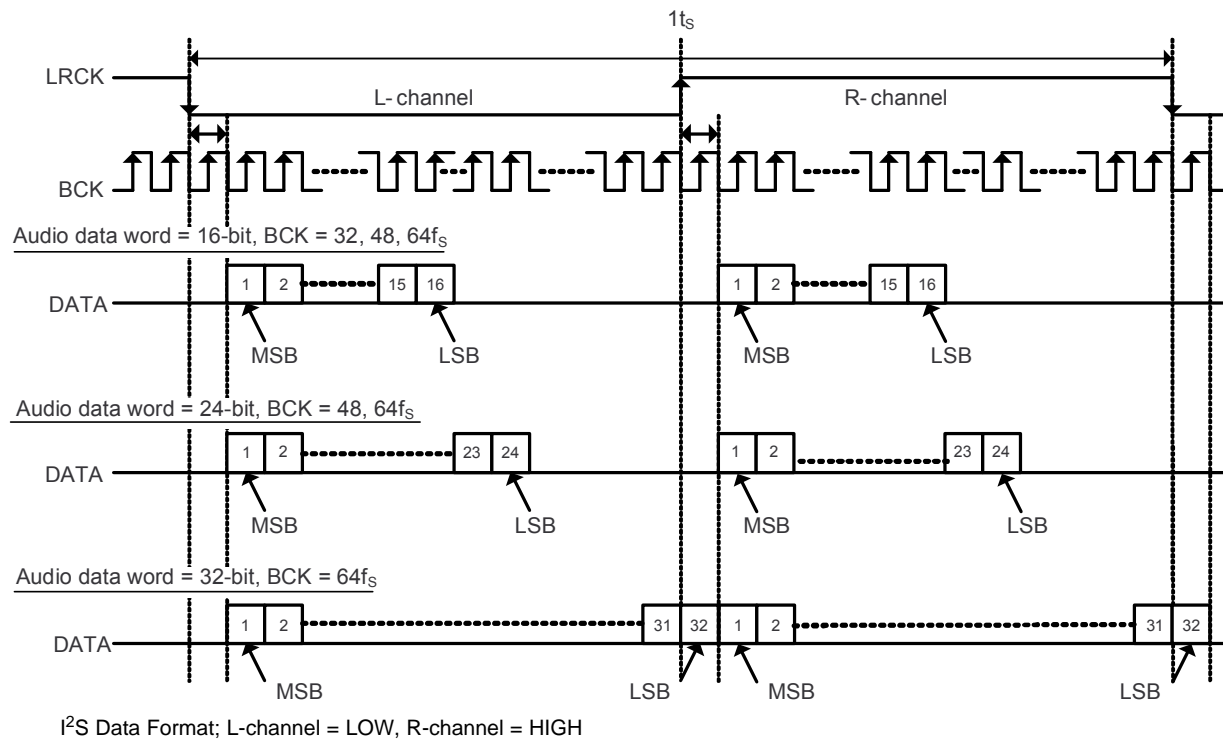 1tS
LRCK
L- channel
R- channel
BCK
Audio data word = 16-bit, BCK = 32, 48, 64fS
DATA
1 2 15 16 1 2 15 16
MSB LSB MSB LSB
Audio data word = 24-bit, BCK = 48, 64fS
DATA
1 2 23 24 1 2 23 24
MSB LSB MSB LSB
Audio data word = 32-bit, BCK = 64fS
DATA
1 2 31 32 1 2 31 32
MSB LSB MSB LSB
I²S Data Format; L-channel = LOW, R-channel = HIGH